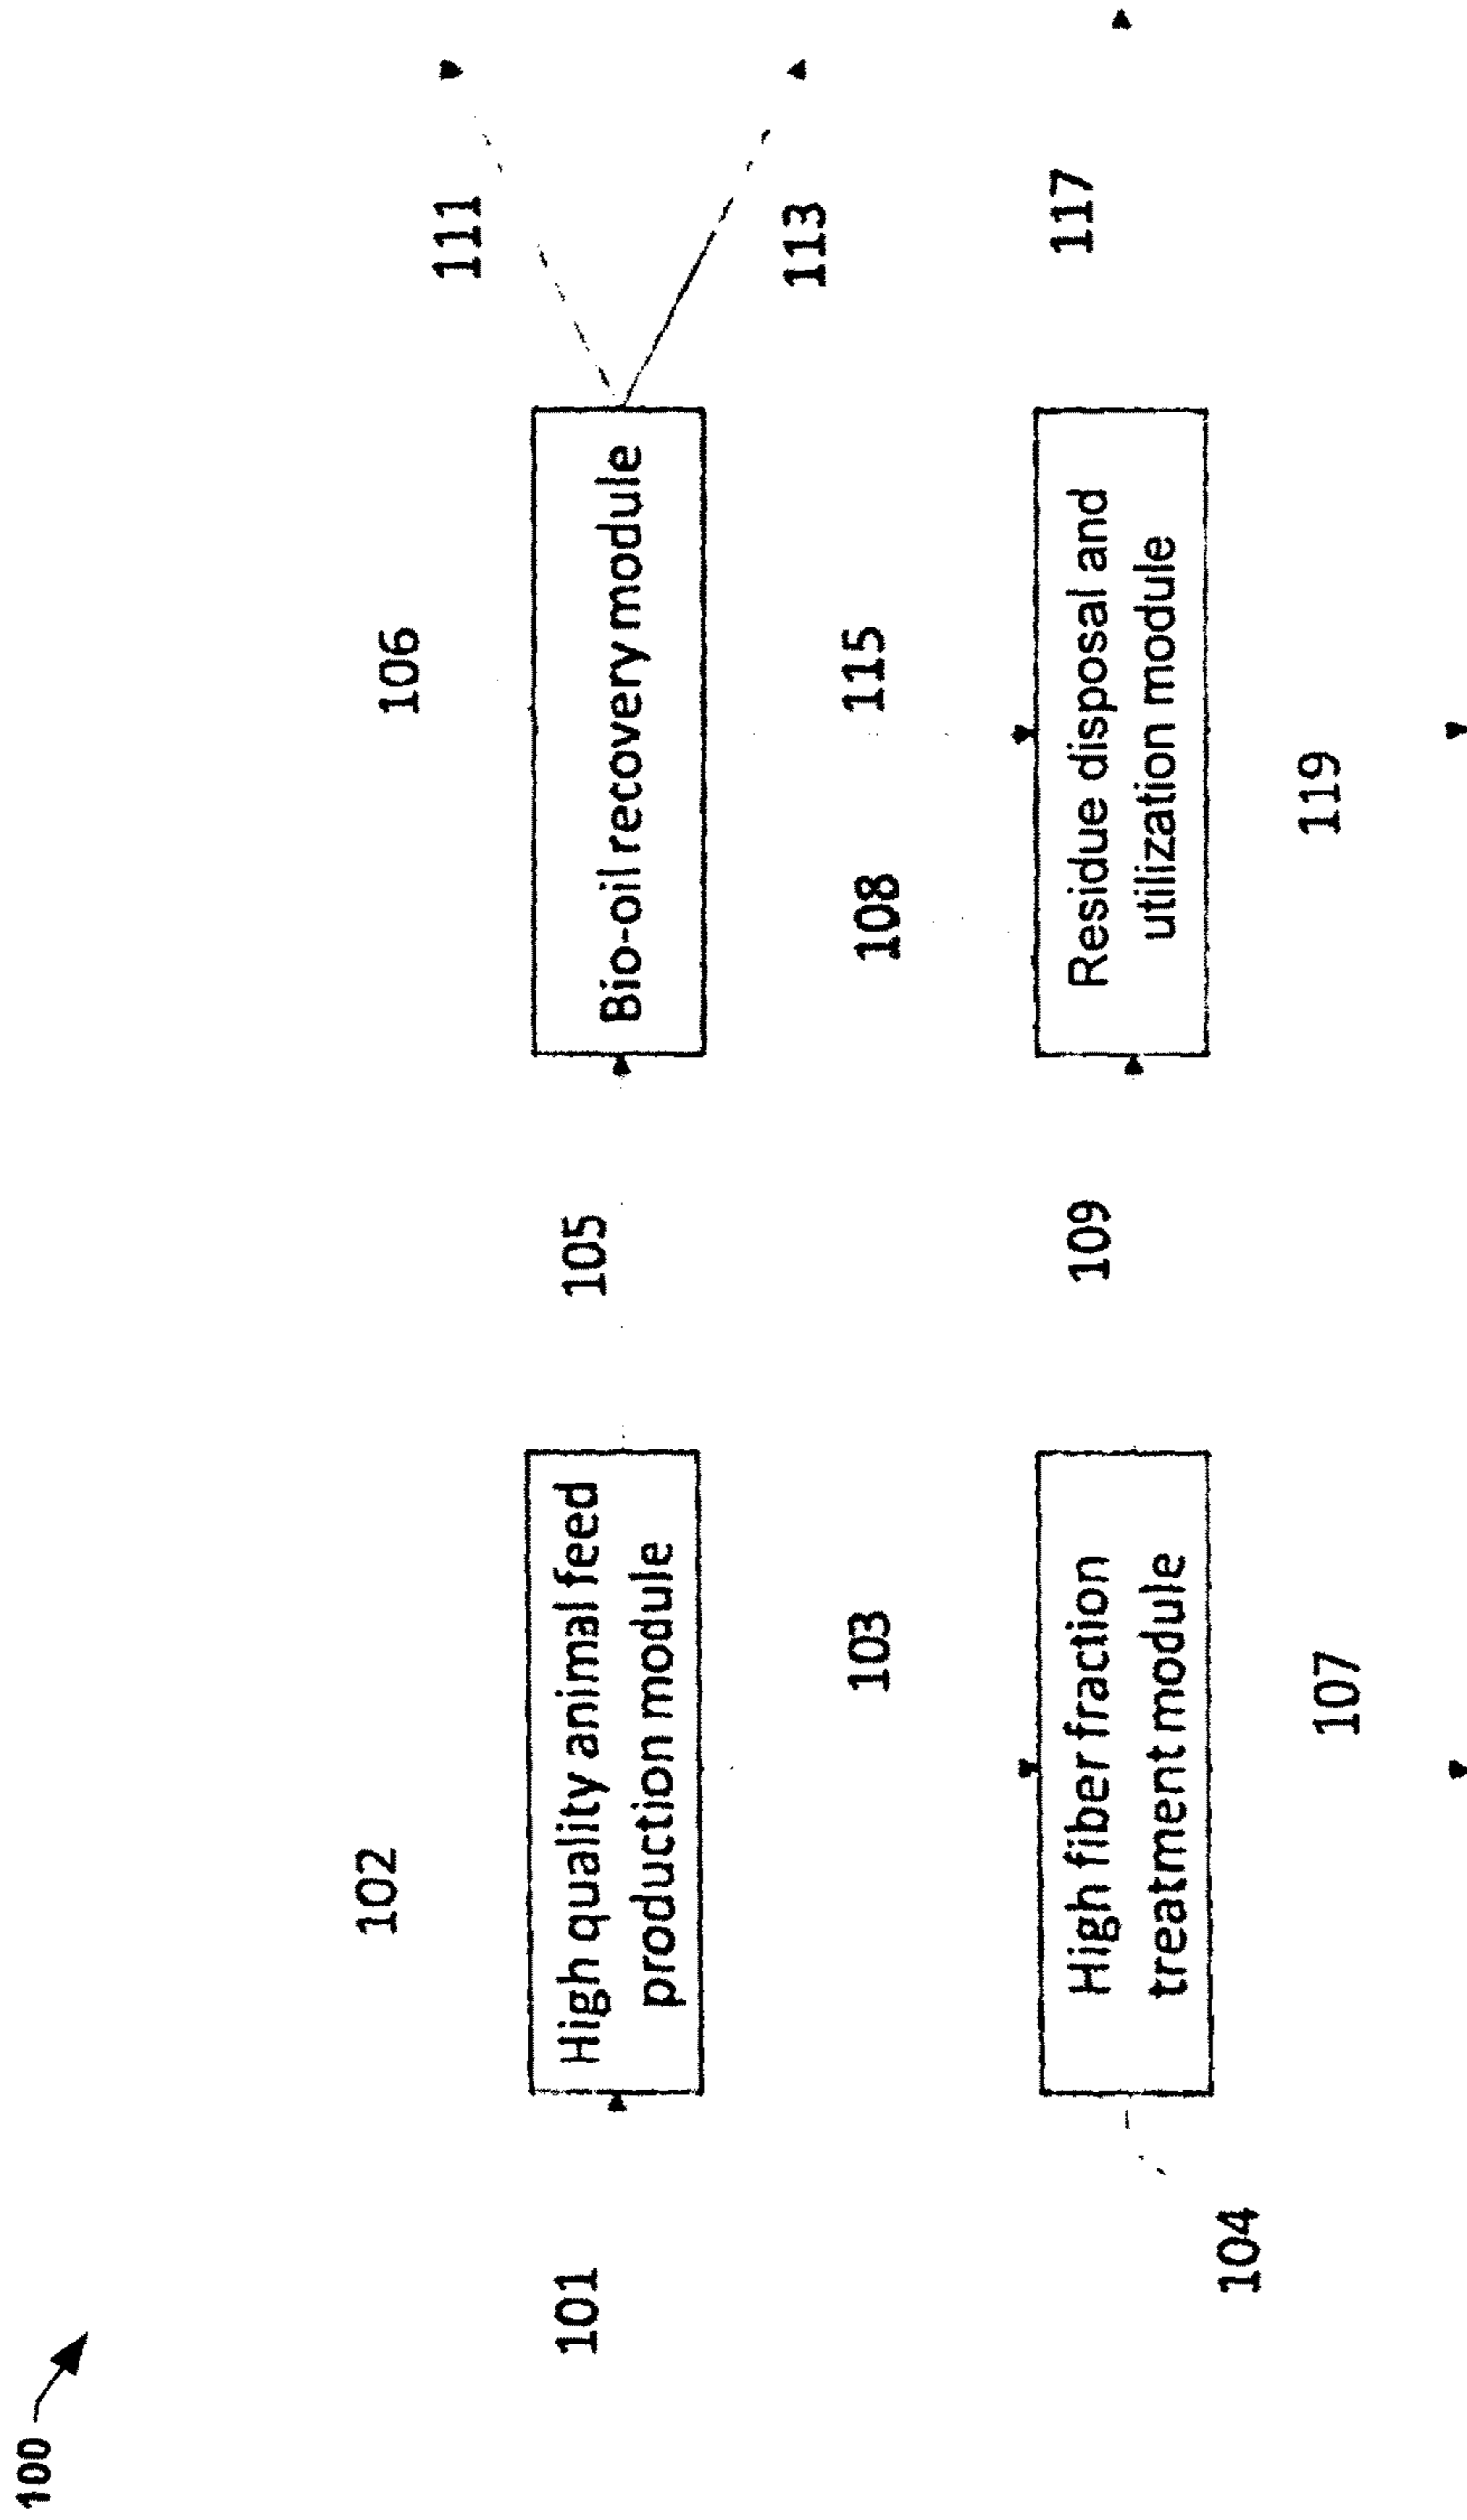 100
102
106
111
101
High quality animal feed
production module
105
Bio-oil recovery module
113
103
108
115
104
High fiber fraction
treatment module
109
Residue disposal and
utilization module
117
107
119